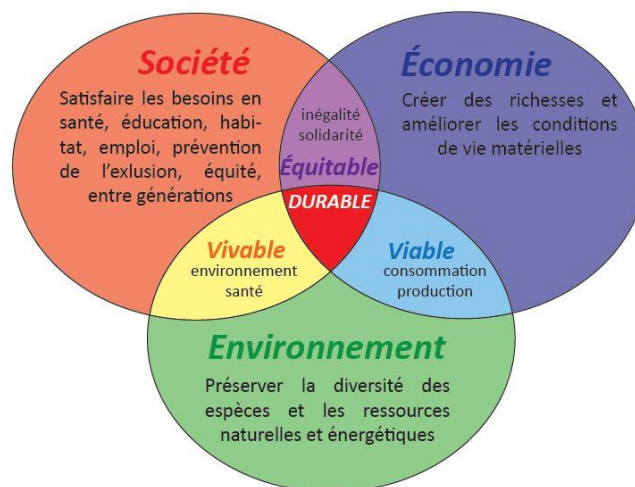 Société
Satisfaire les besoins en
santé, éducation, habi-
tat, emploi, prévention
de l'exlusion, équité,
entre générations
Économie
Créer des richesses et
améliorer les conditions
de vie matérielles
inégalité
solidarité
Équitable
DURABLE
Vivable
environnement
santé
Viable
consommation
production
Environnement
Préserver la diversité des
espèces et les ressources
naturelles et énergétiques